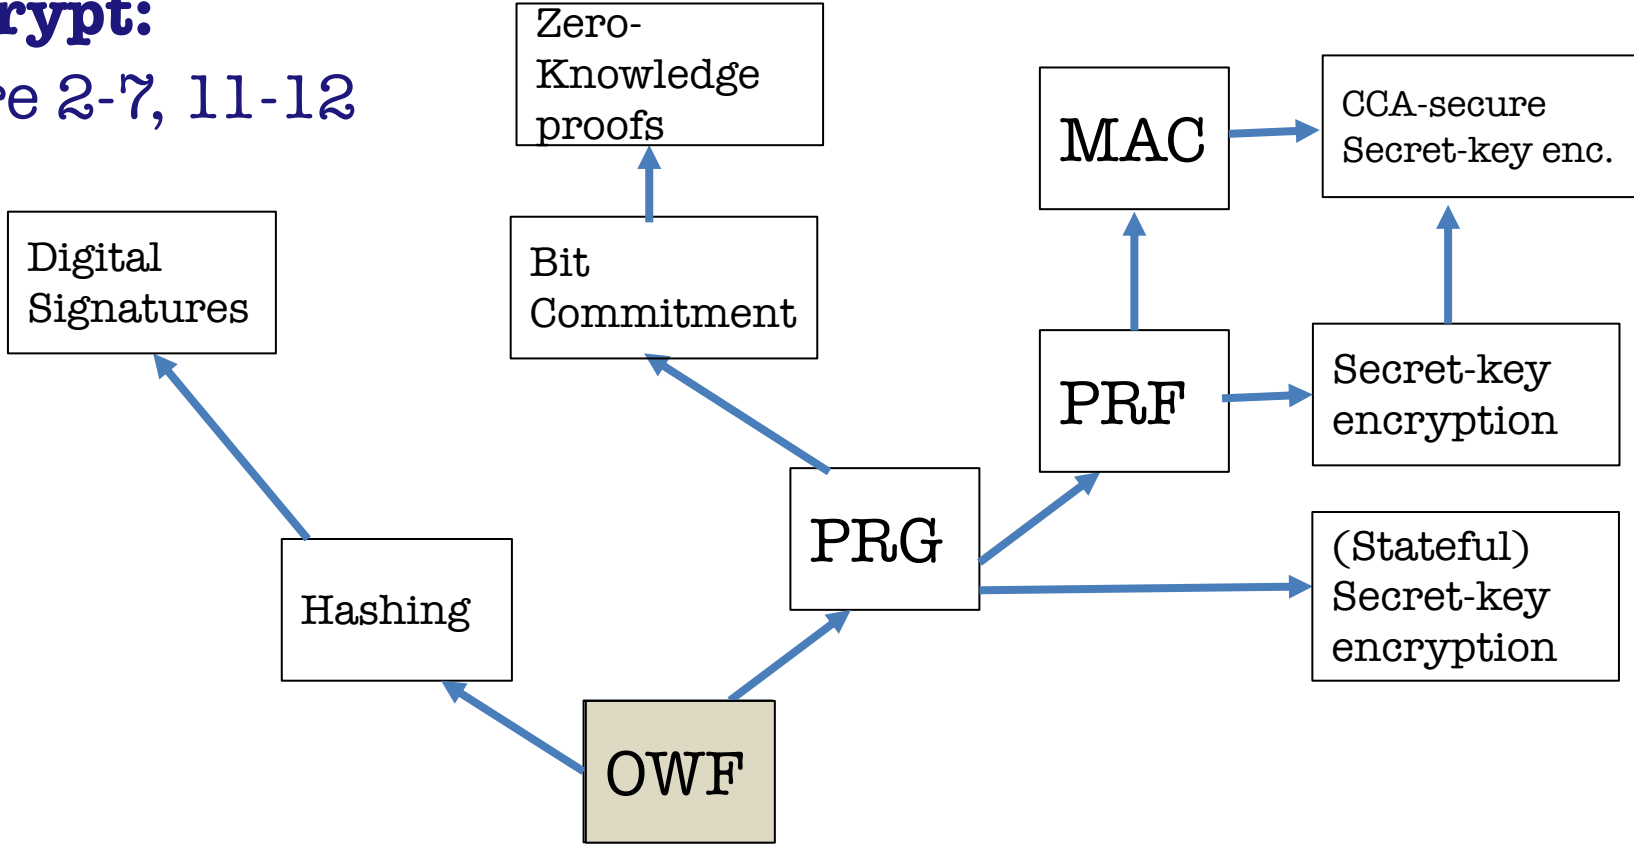 rypt:
re 2-7, 11-12
Zero-
Knowledge
proofs
MAC
CCA-secure
Secret-key enc.
Digital
Signatures
Bit
Commitment
PRF
Secret-key
encryption
PRG
(Stateful)
Secret-key
encryption
Hashing
OWF